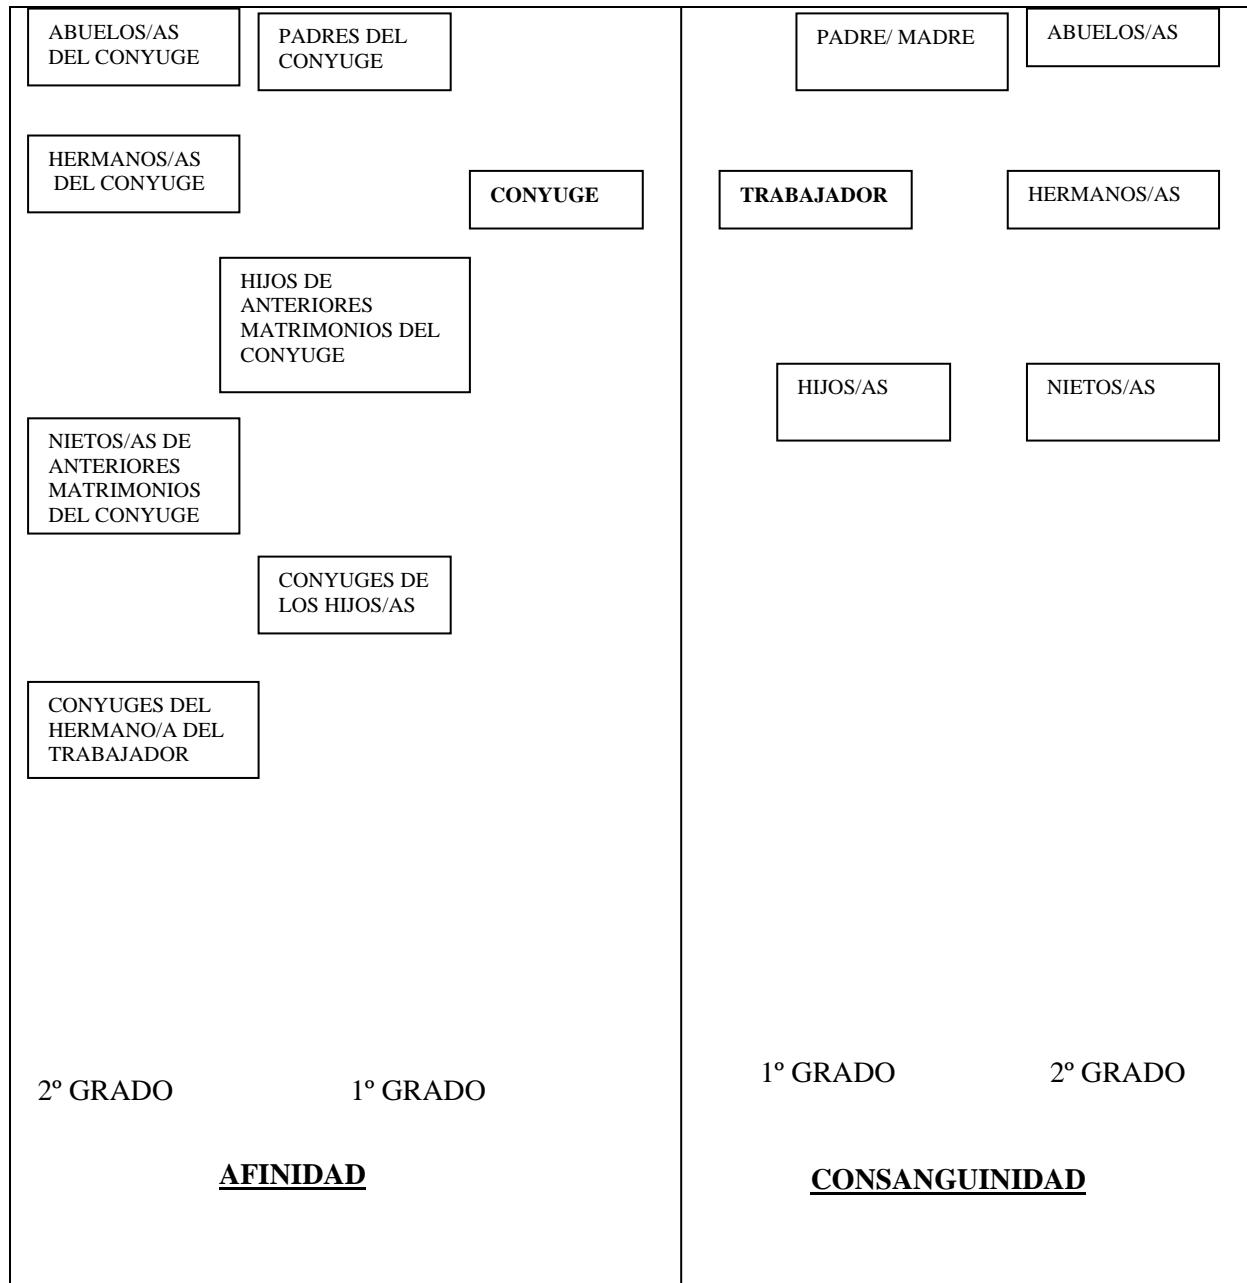 ABUELOS/AS
DEL CONYUGE
PADRES DEL
CONYUGE
HERMANOS/AS
DEL CONYUGE
CONYUGE
HIJOS DE
ANTERIORES
MATRIMONIOS DEL
CONYUGE
NIETOS/AS DE
ANTERIORES
MATRIMONIOS
DEL CONYUGE
CONYUGES DE
LOS HIJOS/AS
CONYUGES DEL
HERMANO/A DEL
TRABAJADOR
2º GRADO
1º GRADO
AFINIDAD
PADRE/ MADRE
ABUELOS/AS
TRABAJADOR
HERMANOS/AS
HIJOS/AS
NIETOS/AS
1º GRADO
2º GRADO
CONSANGUINIDAD